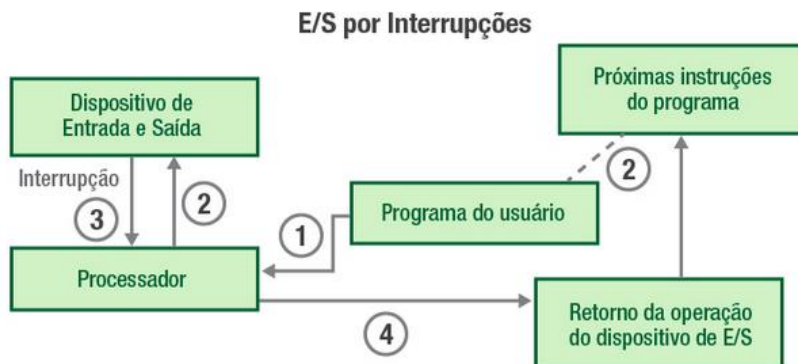 E/S por Interrupções
Dispositivo de
Entrada e Saída
Próximas instruções
do programa
Interrupção
3
2
2
Programa do usuário
1
Processador
4
Retorno da operação
do dispositivo de E/S